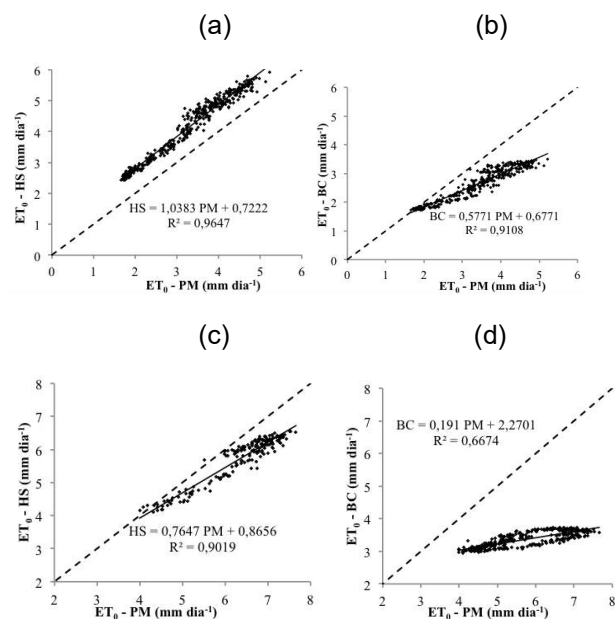 (a)
(b)
6
5
4
3
2
1
0
ET₀ - HS (mm dia⁻¹)
HS = 1,0383 PM + 0,7222
R² = 0,9647
0 1 2 3 4 5 6
ET₀ - PM (mm dia⁻¹)
6
5
4
3
2
1
0
ET₀ - BC (mm dia⁻¹)
BC = 0,5771 PM + 0,6771
R² = 0,9108
0 1 2 3 4 5 6
ET₀ - PM (mm dia⁻¹)
(c)
(d)
8
7
6
5
4
3
2
ET₀ - HS (mm dia⁻¹)
HS = 0,7647 PM + 0,8656
R² = 0,9019
2 3 4 5 6 7 8
ET₀ - PM (mm dia⁻¹)
8
7
6
5
4
3
2
ET₀ - BC (mm dia⁻¹)
BC = 0,191 PM + 2,2701
R² = 0,6674
2 3 4 5 6 7 8
ET₀ - PM (mm dia⁻¹)